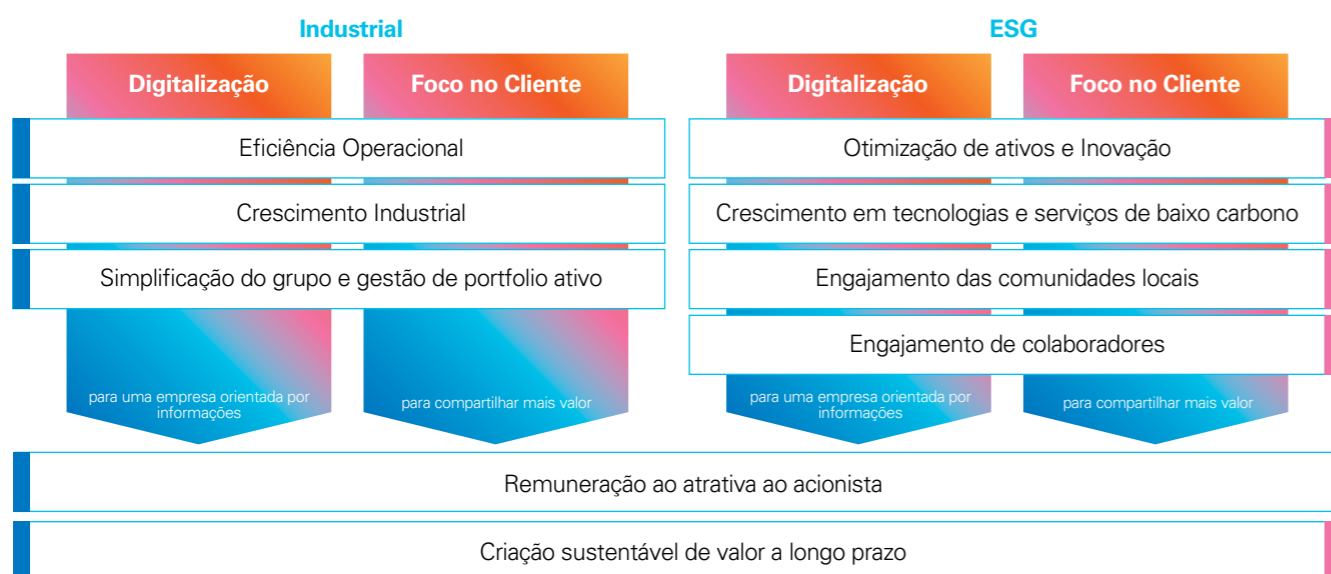 Industrial
Digitalização
Foco no Cliente
Eficiência Operacional
Crescimento Industrial
Simplificação do grupo e gestão de portfolio ativo
para uma empresa orientada por
informações
para compartilhar mais valor
ESG
Digitalização
Foco no Cliente
Otimização de ativos e Inovação
Crescimento em tecnologias e serviços de baixo carbono
Engajamento das comunidades locais
Engajamento de colaboradores
para uma empresa orientada por
informações
para compartilhar mais valor
Remuneração ao atrativa ao acionista
Criação sustentável de valor a longo prazo